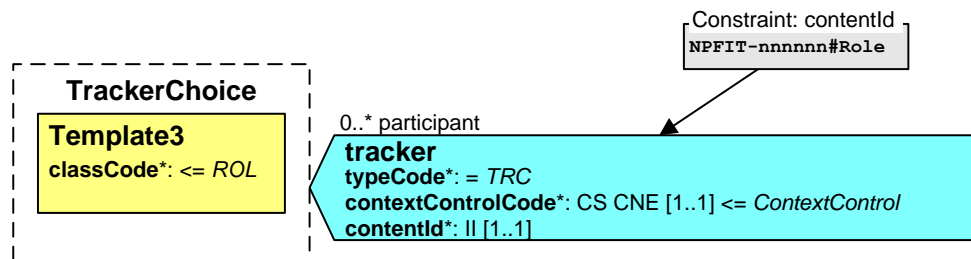 Constraint: contentId
NPFIT-nnnnnn#Role
TrackerChoice
Template3
classCode*: <= ROL
0..* participant
tracker
typeCode*: = TRC
contextControlCode*: CS CNE [1..1] <= ContextControl
contentId*: II [1..1]